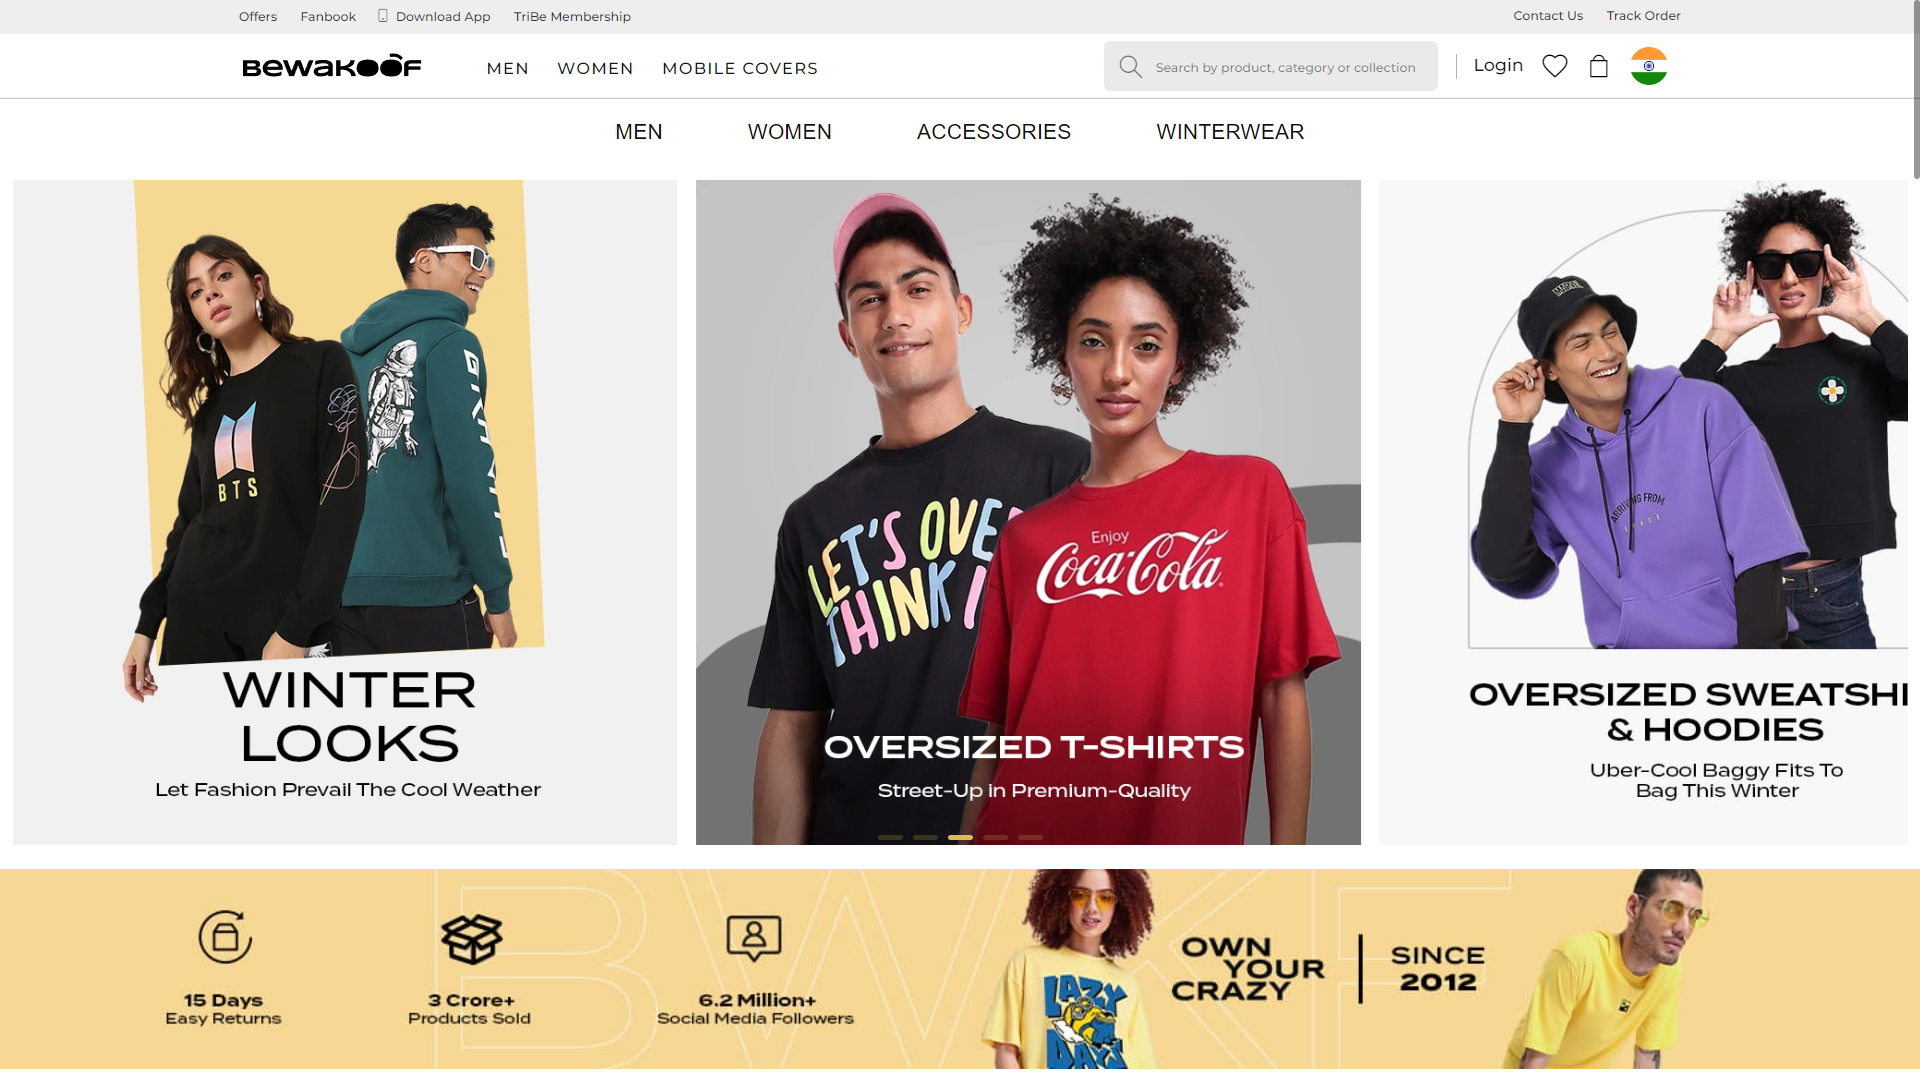 Offers Fanbook Download App TriBe Membership Contact Us Track Order
BEWAKOOF MEN WOMEN MOBILE COVERS Search by product, category or collection Login
MEN WOMEN ACCESSORIES WINTERWEAR
BTS
WINTER
LOOKS
Let Fashion Prevail The Cool Weather
LET'S OVE
THINK I
Enjoy
Coca-Cola
OVERSIZED T-SHIRTS
Street-Up in Premium-Quality
ARRIVING FROM
SPACE
OVERSIZED SWEATSHI
& HOODIES
Uber-Cool Baggy Fits To
Bag This Winter
15 Days
Easy Returns
3 Crore+
Products Sold
6.2 Million+
Social Media Followers
LAZY
DAYS
OWN
YOUR
CRAZY
SINCE
2012